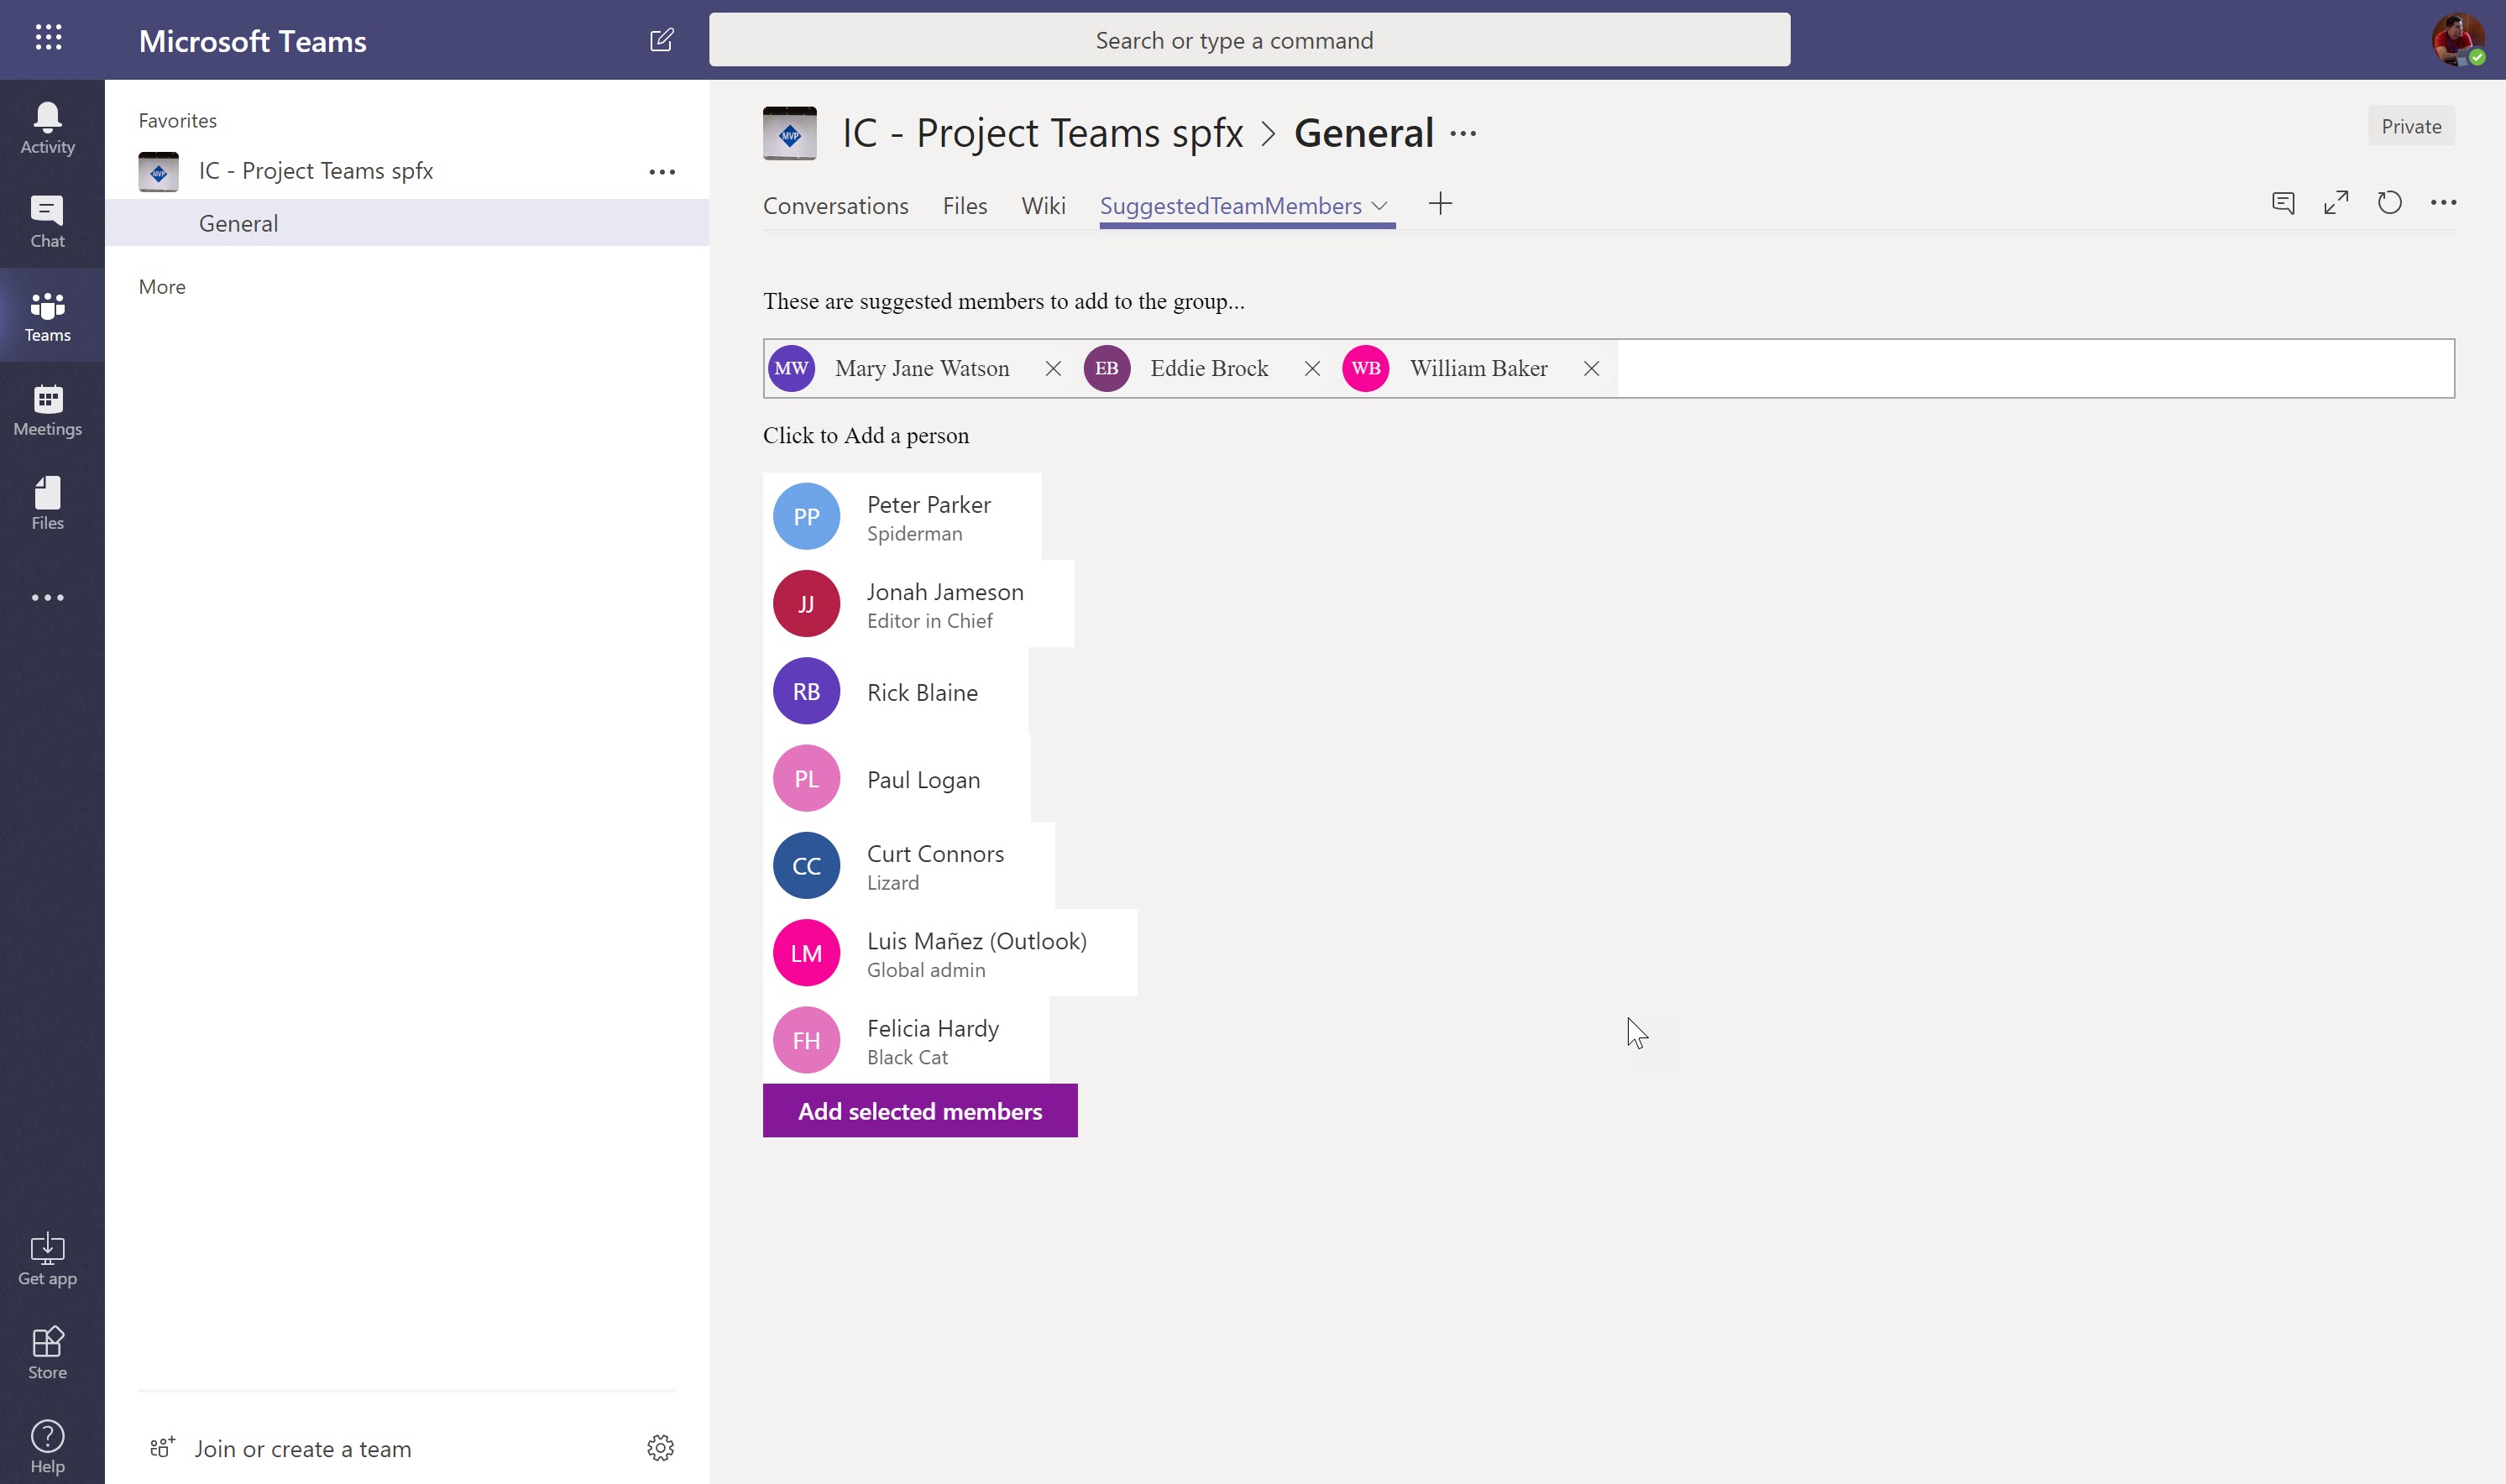 Microsoft Teams
Search or type a command
Activity
Chat
Teams
Meetings
Files
Get app
Store
Help
Favorites
MVP
IC - Project Teams spfx
General
More
Join or create a team
MVP
IC - Project Teams spfx > General
Private
Conversations Files Wiki SuggestedTeamMembers
These are suggested members to add to the group...
MW Mary Jane Watson EB Eddie Brock WB William Baker
Click to Add a person
PP
Peter Parker
Spiderman
JJ
Jonah Jameson
Editor in Chief
RB
Rick Blaine
PL
Paul Logan
CC
Curt Connors
Lizard
LM
Luis Mañez (Outlook)
Global admin
FH
Felicia Hardy
Black Cat
Add selected members